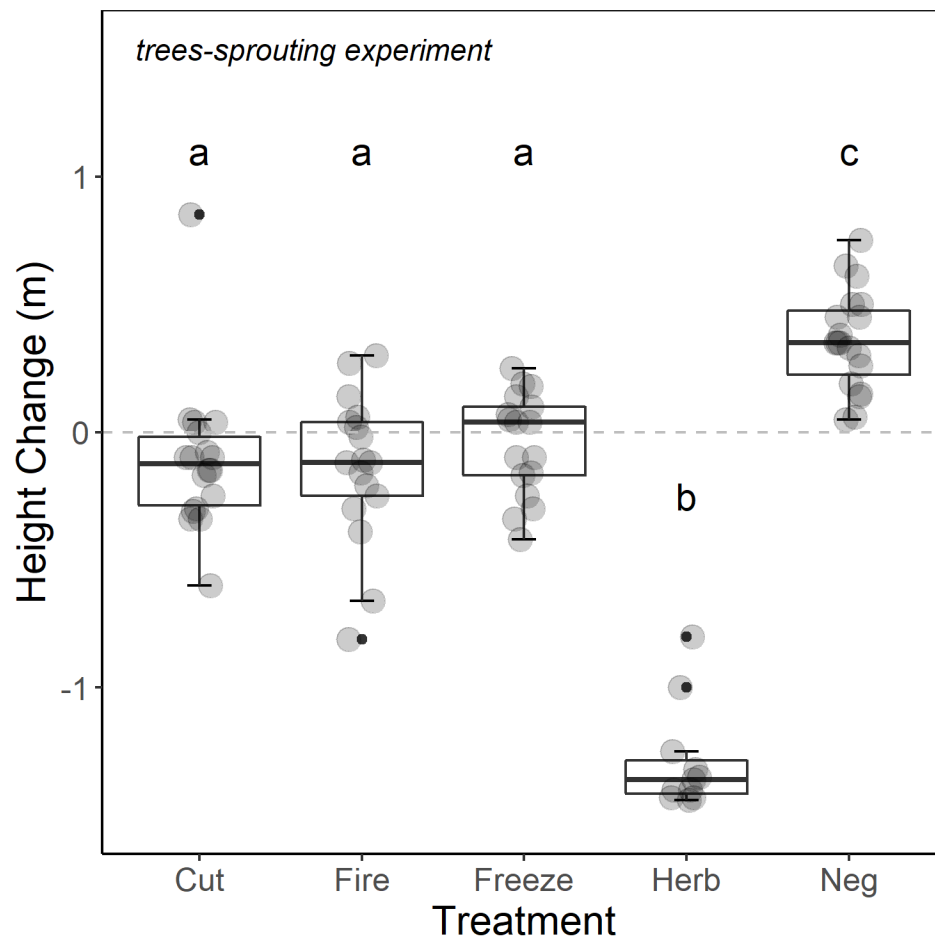 trees-sprouting experiment
a a a c
b
1
0
-1
Height Change (m)
Cut Fire Freeze Herb Neg
Treatment